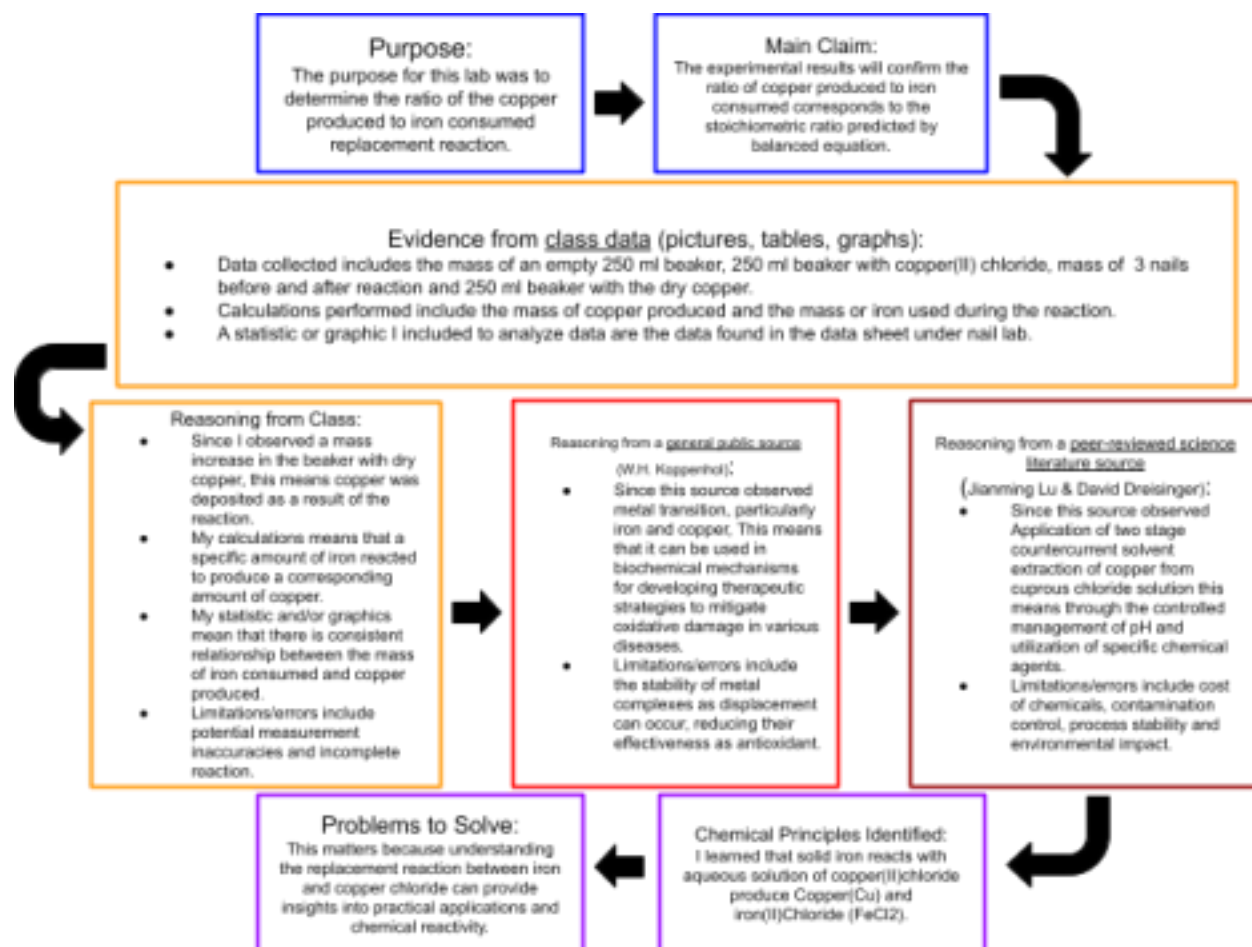 Purpose:
The purpose for this lab was to
determine the ratio of the copper
produced to iron consumed
replacement reaction.
Main Claim:
The experimental results will confirm the
ratio of copper produced to iron
consumed corresponds to the
stoichiometric ratio predicted by
balanced equation.
Evidence from class data (pictures, tables, graphs):
● Data collected includes the mass of an empty 250 ml beaker, 250 ml beaker with copper(II) chloride, mass of 3 nails
before and after reaction and 250 ml beaker with the dry copper.
● Calculations performed include the mass of copper produced and the mass or iron used during the reaction.
● A statistic or graphic I included to analyze data are the data found in the data sheet under nail lab.
Reasoning from Class:
● Since I observed a mass
increase in the beaker with dry
copper, this means copper was
deposited as a result of the
reaction.
● My calculations means that a
specific amount of iron reacted
to produce a corresponding
amount of copper.
● My statistic and/or graphics
mean that there is consistent
relationship between the mass
of iron consumed and copper
produced.
● Limitations/errors include
potential measurement
inaccuracies and incomplete
reaction.
Reasoning from a general public source
(W.H. Koppenhol):
● Since this source observed
metal transition, particularly
iron and copper, This means
that it can be used in
biochemical mechanisms
for developing therapeutic
strategies to mitigate
oxidative damage in various
diseases.
● Limitations/errors include
the stability of metal
complexes as displacement
can occur, reducing their
effectiveness as antioxidant.
Reasoning from a peer-reviewed science
literature source
(Jianming Lu & David Dreisinger):
● Since this source observed
Application of two stage
countercurrent solvent
extraction of copper from
cuprous chloride solution this
means through the controlled
management of pH and
utilization of specific chemical
agents.
● Limitations/errors include cost
of chemicals, contamination
control, process stability and
environmental impact.
Problems to Solve:
This matters because understanding
the replacement reaction between iron
and copper chloride can provide
insights into practical applications and
chemical reactivity.
Chemical Principles Identified:
I learned that solid iron reacts with
aqueous solution of copper(II)chloride
produce Copper(Cu) and
iron(II)Chloride (FeCl2).